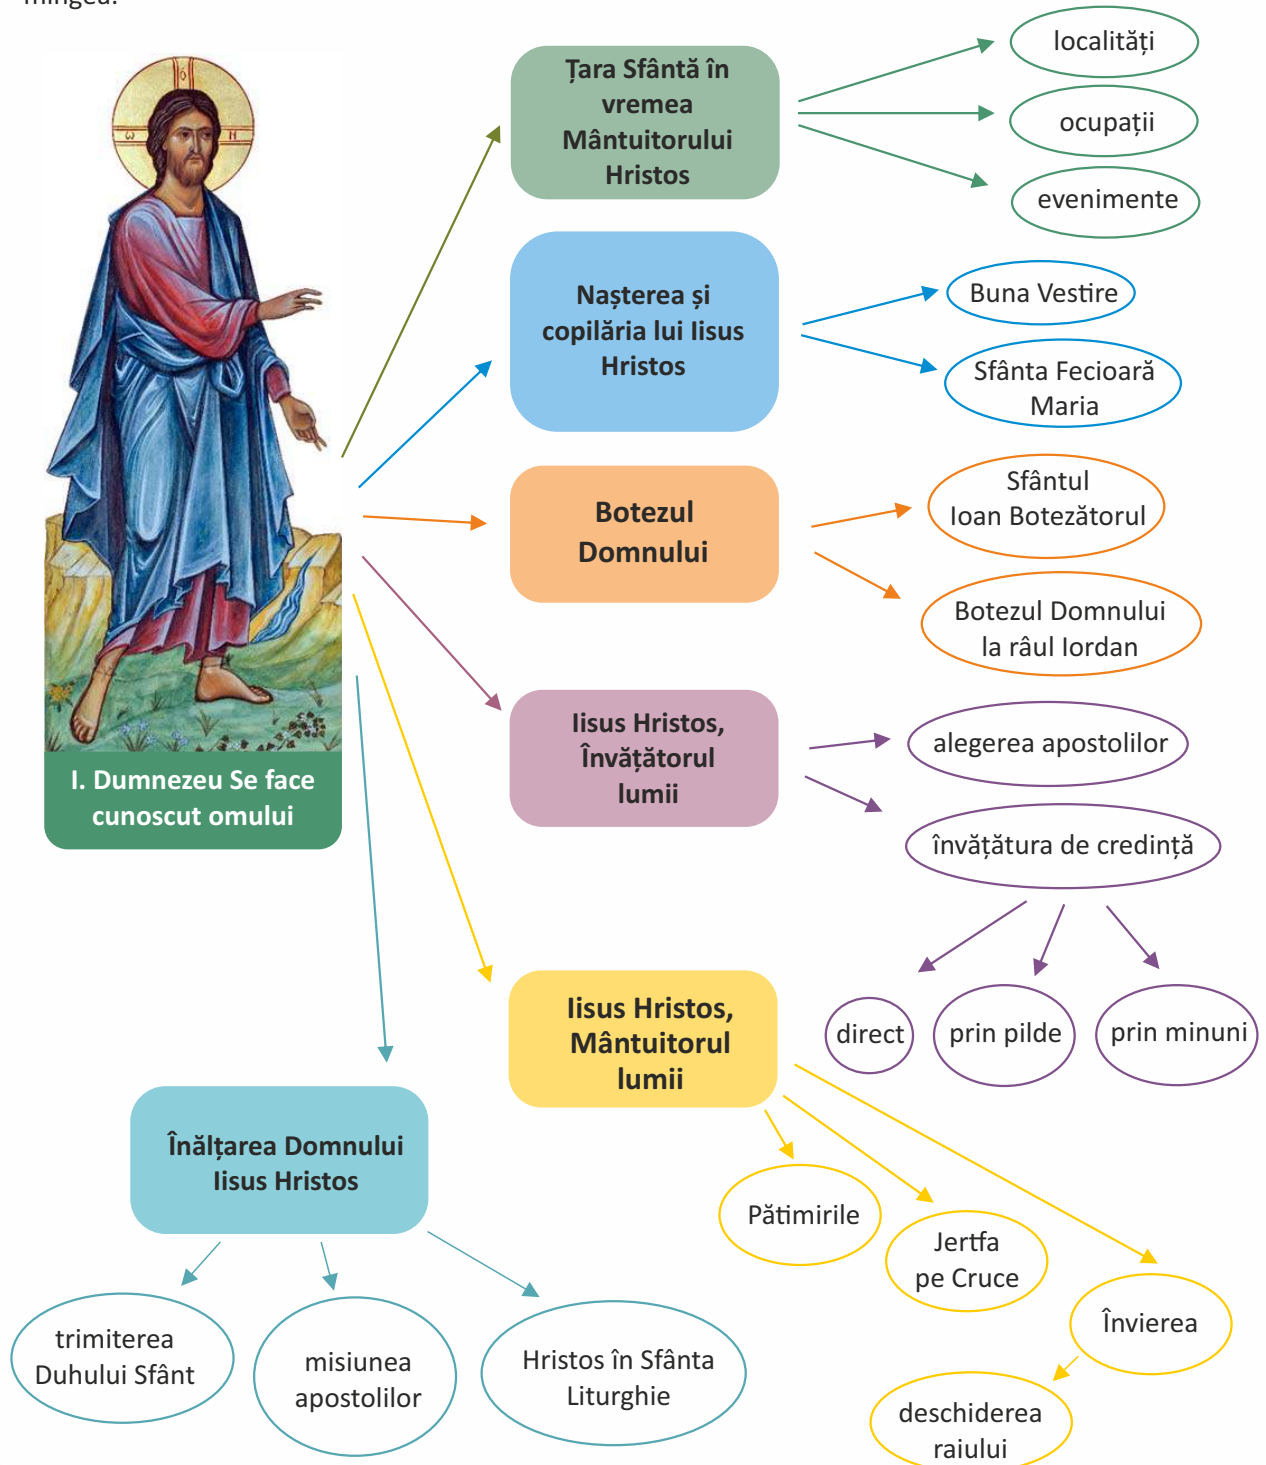 mingea.
Țara Sfântă în
vremea
Mântuitorului
Hristos
localități
ocupații
evenimente
Nașterea și
copilăria lui Iisus
Hristos
Buna Vestire
Sfânta Fecioară
Maria
Botezul
Domnului
Sfântul
Ioan Botezătorul
Botezul Domnului
la râul Iordan
Iisus Hristos,
Învățătorul
lumii
alegerea apostolilor
învățătura de credință
direct
prin pilde
prin minuni
I. Dumnezeu Se face
cunoscut omului
Iisus Hristos,
Mântuitorul
lumii
Pătimirile
Jertfa
pe Cruce
Învierea
deschiderea
raiului
Înălțarea Domnului
Iisus Hristos
trimiterea
Duhului Sfânt
misiunea
apostolilor
Hristos în Sfânta
Liturghie